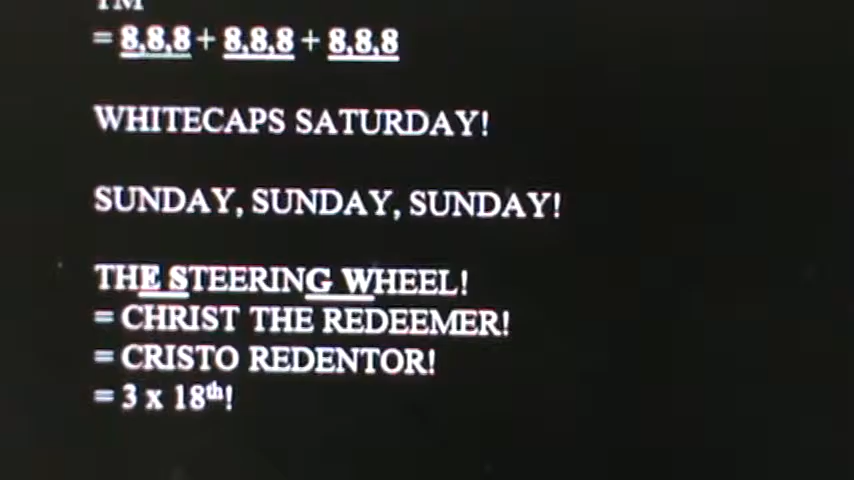 TM
= 8,8,8 + 8,8,8 + 8,8,8
WHITECAPS SATURDAY!
SUNDAY, SUNDAY, SUNDAY!
THE STEERING WHEEL!
= CHRIST THE REDEEMER!
= CRISTO REDENTOR!
= 3 x 18th!